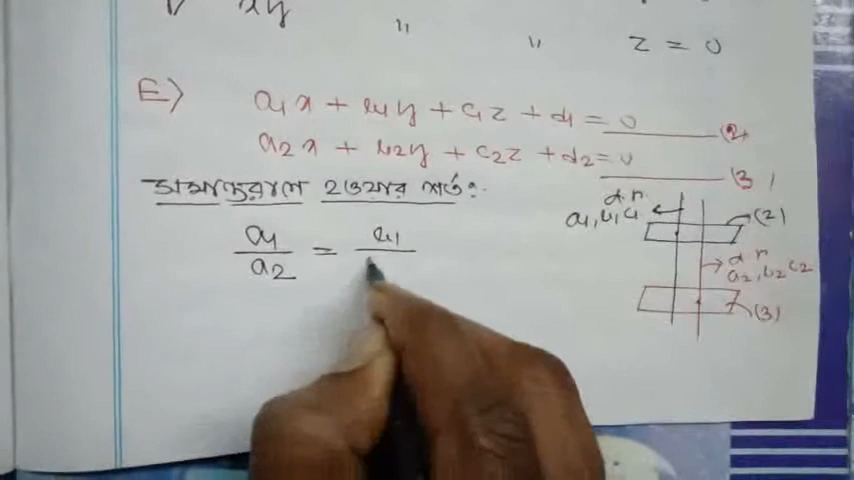 xy " " z = 0
E) a₁x + b₁y + c₁z + d₁ = 0 (2)
a₂x + b₂y + c₂z + d₂ = 0 (3)
সমান্তরাল হওয়ার শর্ত:
d.r. a₁, b₁, c₁ (2)
a₁/a₂ = b₁/
d r a₂, b₂ c₂
(3)